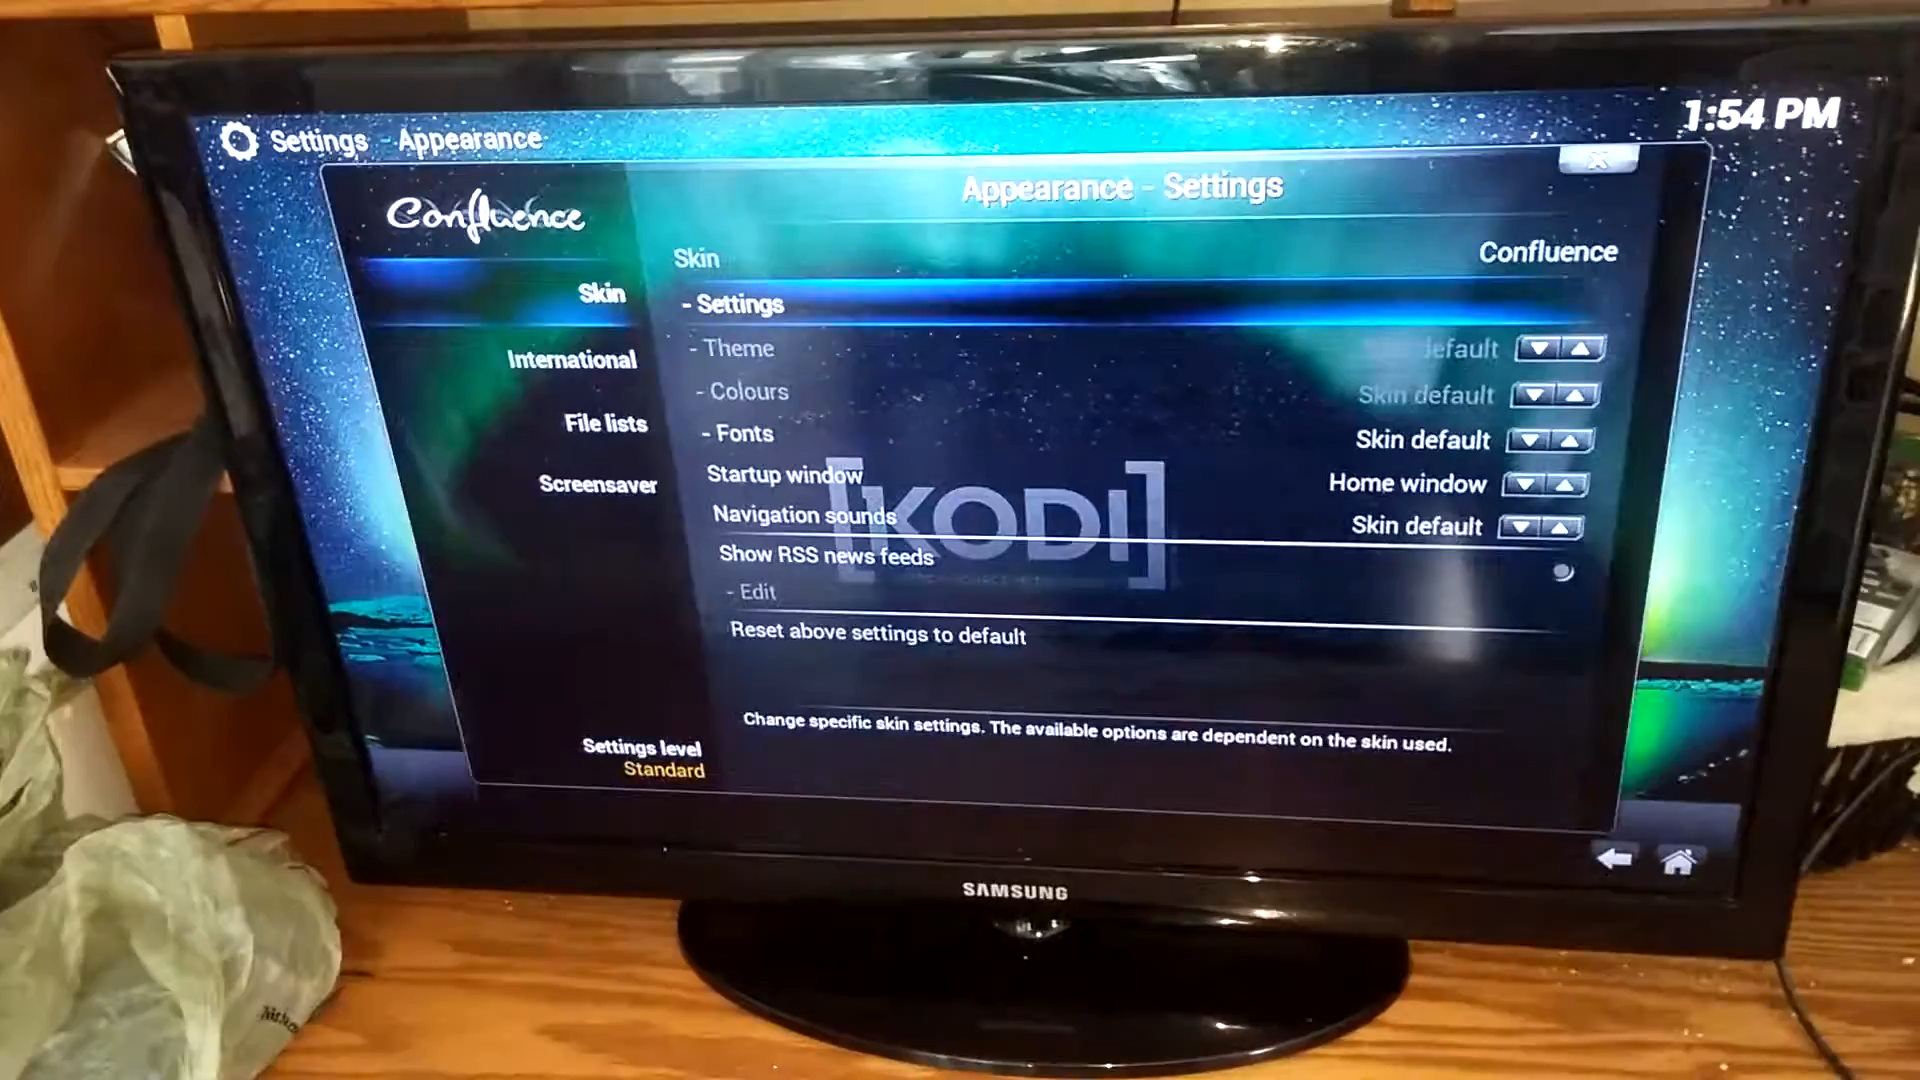 Settings - Appearance
1:54 PM
Confluence
Appearance - Settings
Skin
International
File lists
Screensaver
Settings level
Standard
Skin Confluence
- Settings
- Theme default
- Colours Skin default
- Fonts Skin default
Startup window Home window
Navigation sounds Skin default
Show RSS news feeds
- Edit
Reset above settings to default
KODI
Change specific skin settings. The available options are dependent on the skin used.
SAMSUNG